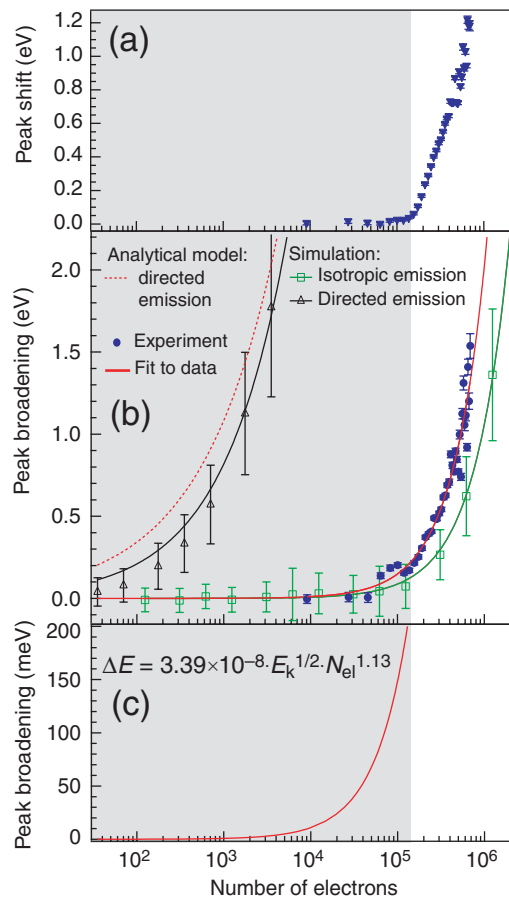 1.2
1.0
0.8
0.6
0.4
0.2
0.0
Peak shift (eV)
(a)
2.0
1.5
1.0
0.5
0.0
Peak broadening (eV)
Analytical model:
directed
emission
Experiment
Fit to data
Simulation:
Isotropic emission
Directed emission
(b)
200
150
100
50
0
Peak broadening (meV)
ΔE = 3.39×10⁻⁸·Eₖ^1/2·Nₑₗ^1.13
(c)
10² 10³ 10⁴ 10⁵ 10⁶
Number of electrons